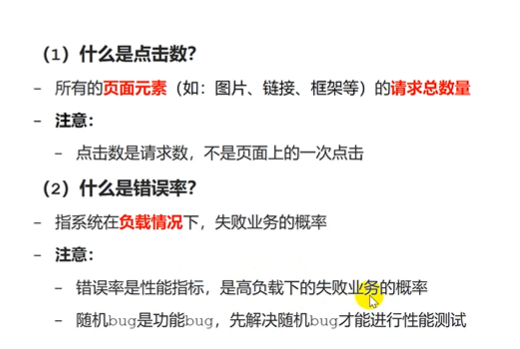 （1）什么是点击数？
- 所有的页面元素（如：图片、链接、框架等）的请求总数量
- 注意：
- 点击数是请求数，不是页面上的一次点击
（2）什么是错误率？
- 指系统在负载情况下，失败业务的概率
- 注意：
- 错误率是性能指标，是高负载下的失败业务的概率
- 随机bug是功能bug，先解决随机bug才能进行性能测试